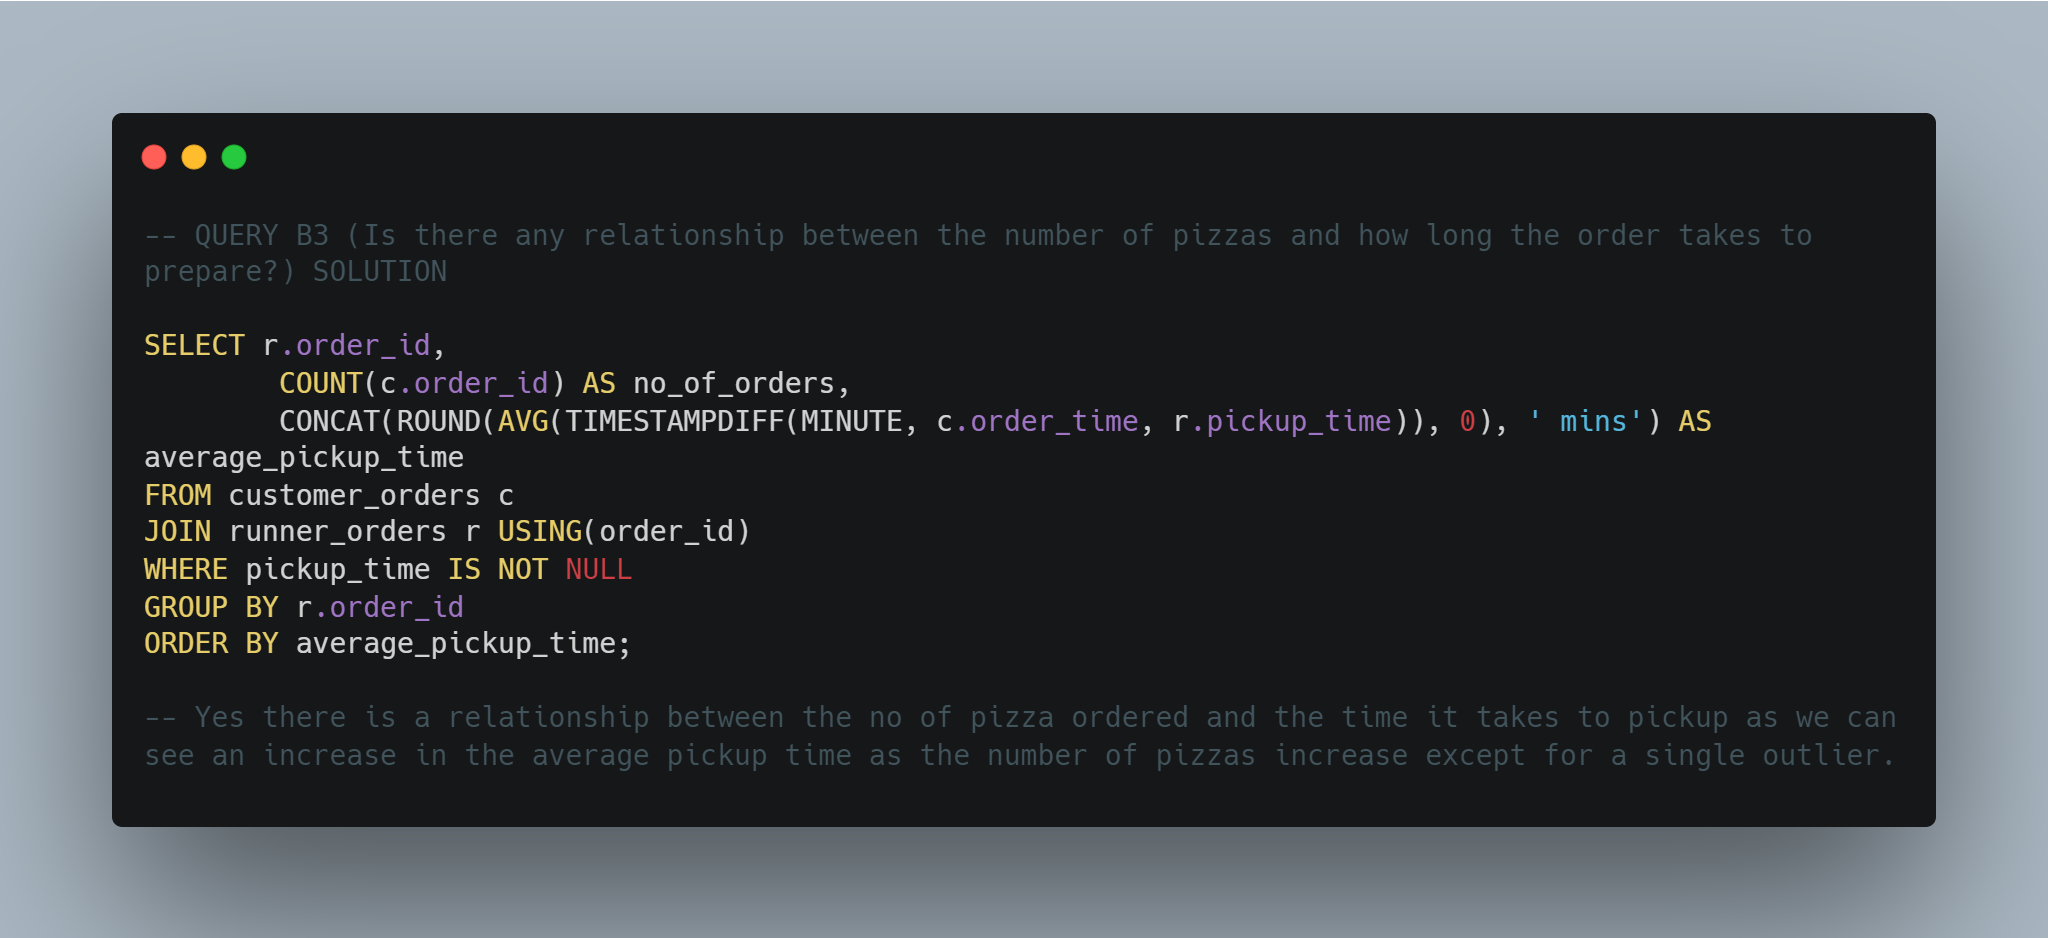 -- QUERY B3 (Is there any relationship between the number of pizzas and how long the order takes to
prepare?) SOLUTION
SELECT r.order_id,
        COUNT(c.order_id) AS no_of_orders,
        CONCAT(ROUND(AVG(TIMESTAMPDIFF(MINUTE, c.order_time, r.pickup_time)), 0), ' mins') AS
average_pickup_time
FROM customer_orders c
JOIN runner_orders r USING(order_id)
WHERE pickup_time IS NOT NULL
GROUP BY r.order_id
ORDER BY average_pickup_time;
-- Yes there is a relationship between the no of pizza ordered and the time it takes to pickup as we can
see an increase in the average pickup time as the number of pizzas increase except for a single outlier.